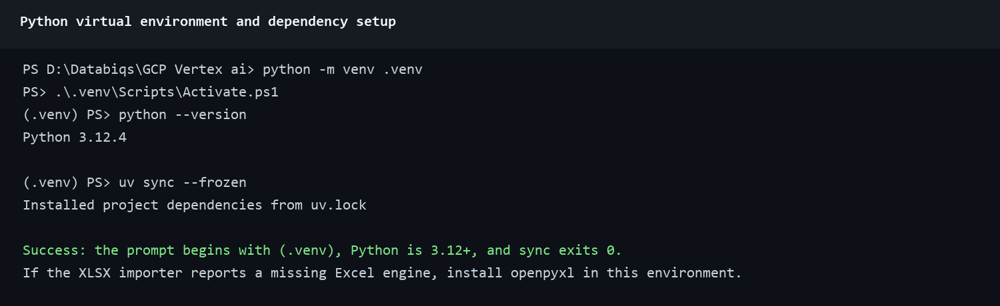 Python virtual environment and dependency setup
PS D:\Databiqs\GCP Vertex ai> python -m venv .venv
PS> .\.venv\Scripts\Activate.ps1
(.venv) PS> python --version
Python 3.12.4
(.venv) PS> uv sync --frozen
Installed project dependencies from uv.lock
Success: the prompt begins with (.venv), Python is 3.12+, and sync exits 0.
If the XLSX importer reports a missing Excel engine, install openpyxl in this environment.